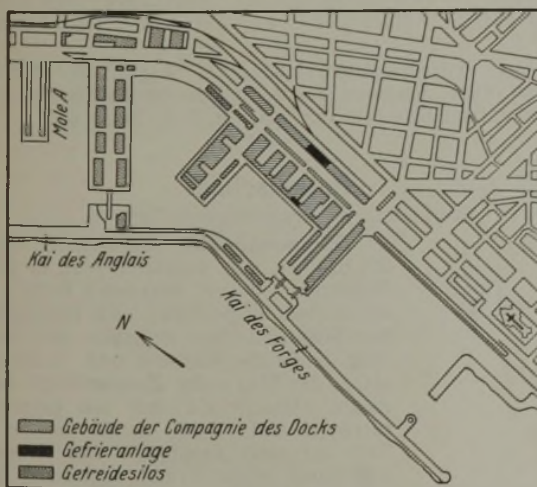 Mole A
Kai des Anglais
Kai des Forges
N
Gebäude der Compagnie des Docks
Gefrieranlage
Getreidesilos